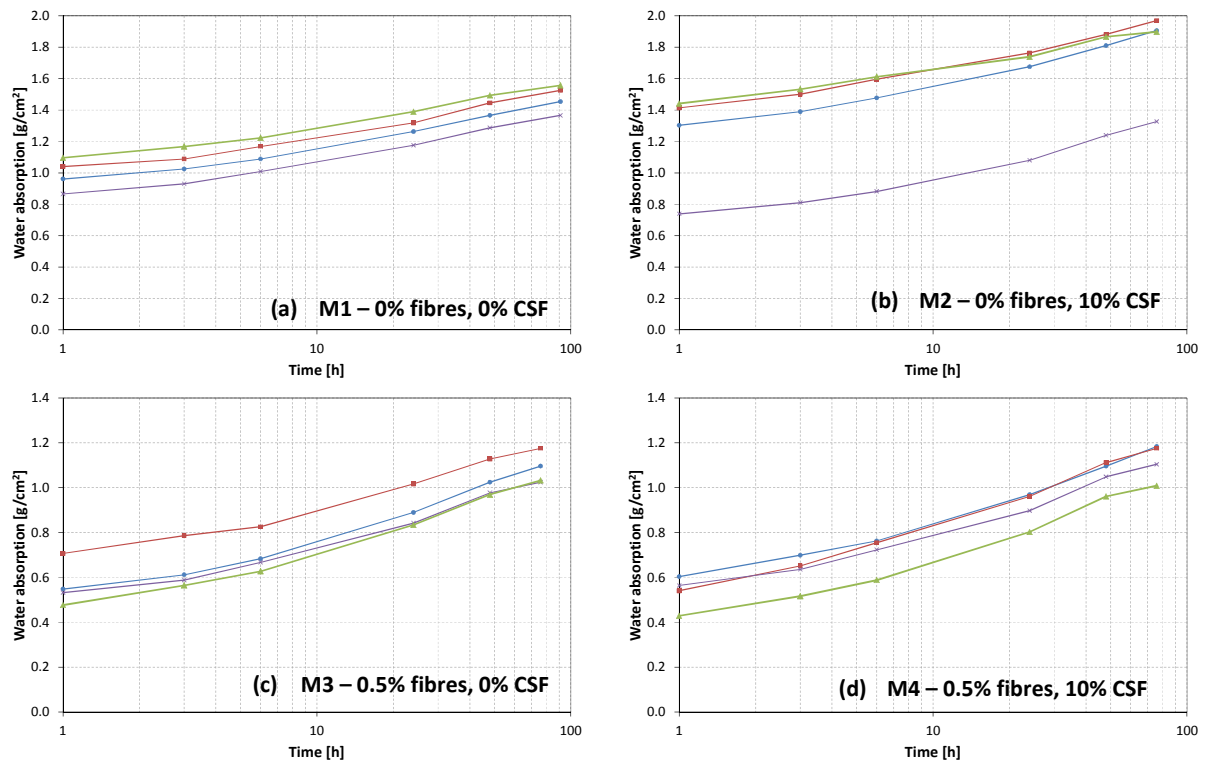 2.0
1.8
1.6
1.4
1.2
1.0
0.8
0.6
0.4
0.2
0.0
Water absorption [g/cm²]
(a) M1 – 0% fibres, 0% CSF
1 10 100
Time [h]
2.0
1.8
1.6
1.4
1.2
1.0
0.8
0.6
0.4
0.2
0.0
Water absorption [g/cm²]
(b) M2 – 0% fibres, 10% CSF
1 10 100
Time [h]
1.4
1.2
1.0
0.8
0.6
0.4
0.2
0.0
Water absorption [g/cm²]
(c) M3 – 0.5% fibres, 0% CSF
1 10 100
Time [h]
1.4
1.2
1.0
0.8
0.6
0.4
0.2
0.0
Water absorption [g/cm²]
(d) M4 – 0.5% fibres, 10% CSF
1 10 100
Time [h]